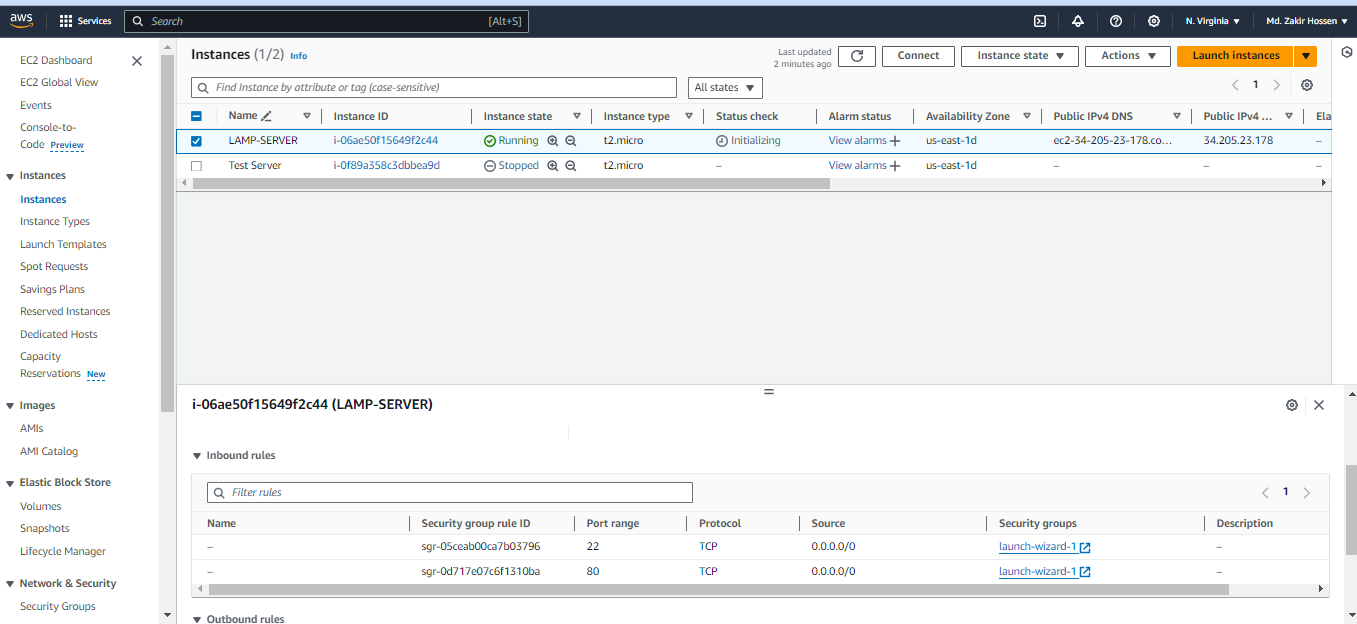 aws
Services
Search
[Alt+S]
N. Virginia
Md. Zakir Hossen
EC2 Dashboard
EC2 Global View
Events
Console-to-
Code Preview
Instances
Instances
Instance Types
Launch Templates
Spot Requests
Savings Plans
Reserved Instances
Dedicated Hosts
Capacity
Reservations New
Images
AMIs
AMI Catalog
Elastic Block Store
Volumes
Snapshots
Lifecycle Manager
Network & Security
Security Groups
Instances (1/2) Info
Last updated
2 minutes ago
Connect
Instance state
Actions
Launch instances
Find Instance by attribute or tag (case-sensitive)
All states
1
Name Instance ID Instance state Instance type Status check Alarm status Availability Zone Public IPv4 DNS Public IPv4 ... Ela
LAMP-SERVER i-06ae50f15649f2c44 Running t2.micro Initializing View alarms + us-east-1d ec2-34-205-23-178.co... 34.205.23.178 –
Test Server i-0f89a358c3dbbea9d Stopped t2.micro – View alarms + us-east-1d – – –
i-06ae50f15649f2c44 (LAMP-SERVER)
Inbound rules
Filter rules
1
Name Security group rule ID Port range Protocol Source Security groups Description
– sgr-05ceab00ca7b03796 22 TCP 0.0.0.0/0 launch-wizard-1 –
– sgr-0d717e07c6f1310ba 80 TCP 0.0.0.0/0 launch-wizard-1 –
Outbound rules